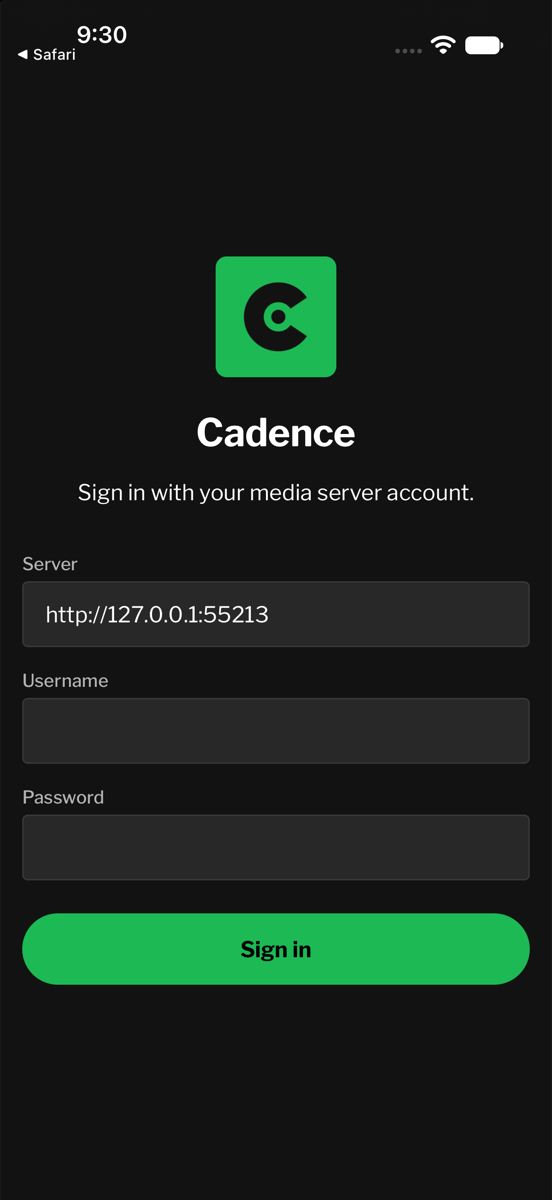 9:30
◀ Safari
Cadence
Sign in with your media server account.
Server
http://127.0.0.1:55213
Username
Password
Sign in